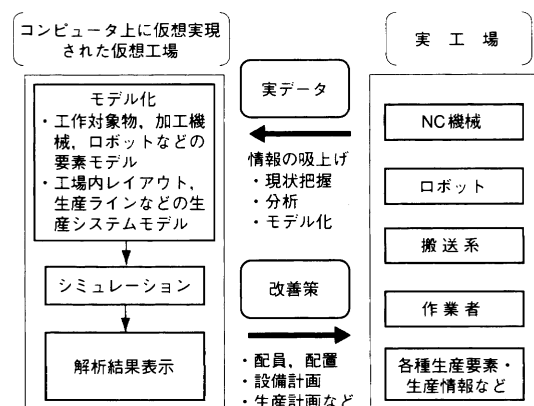 コンピュータ上に仮想実現
された仮想工場
モデル化
・工作対象物，加工機
械，ロボットなどの
要素モデル
・工場内レイアウト，
生産ラインなどの生
産システムモデル
シミュレーション
解析結果表示
実データ
情報の吸上げ
・現状把握
・分析
・モデル化
改善策
・配員，配置
・設備計画
・生産計画など
実工場
NC機械
ロボット
搬送系
作業者
各種生産要素・
生産情報など